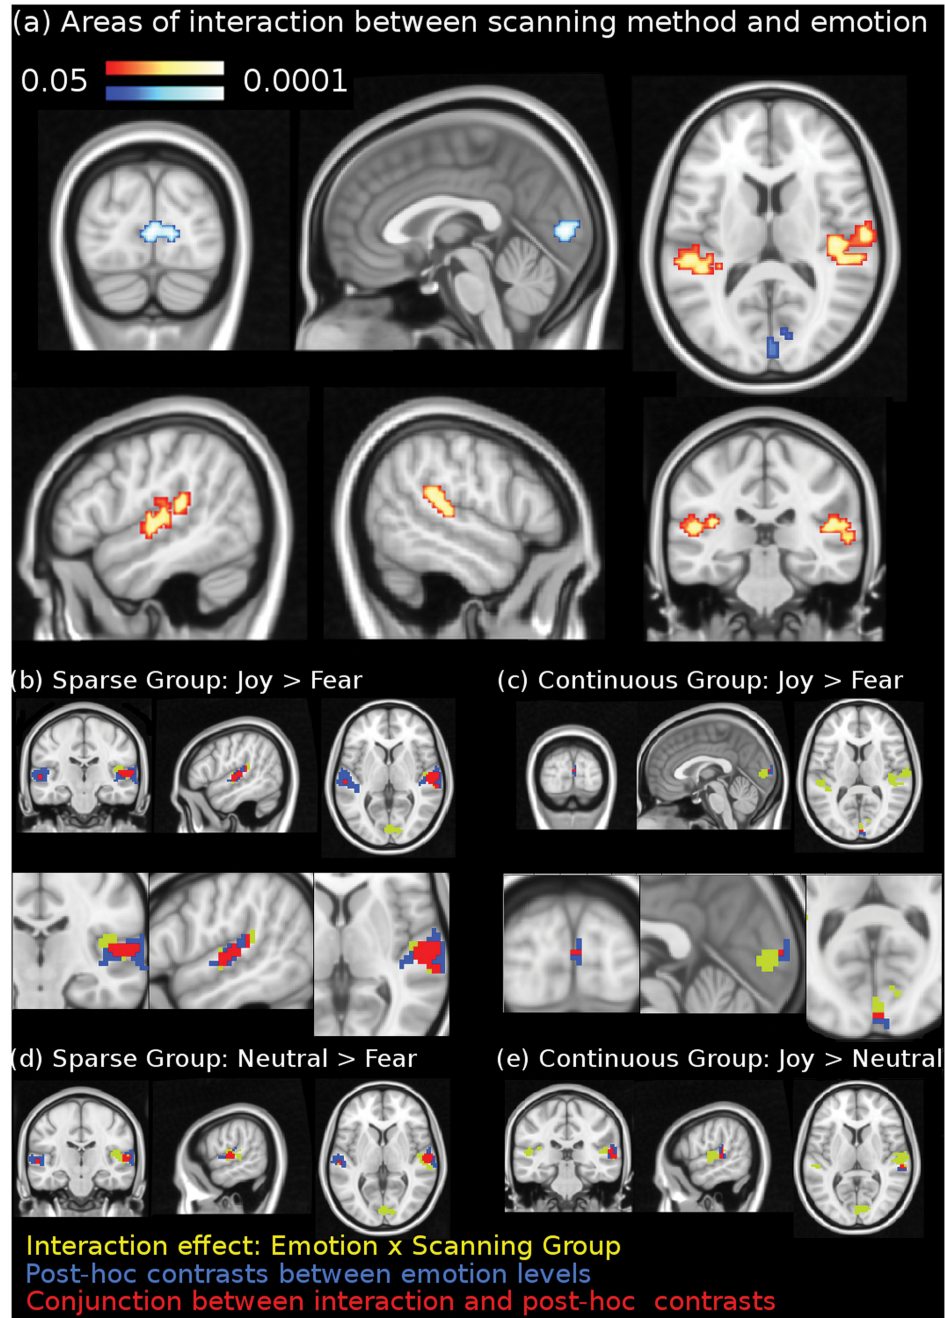 (a) Areas of interaction between scanning method and emotion
0.05 0.0001
(b) Sparse Group: Joy > Fear
(c) Continuous Group: Joy > Fear
(d) Sparse Group: Neutral > Fear
(e) Continuous Group: Joy > Neutral
Interaction effect: Emotion x Scanning Group
Post-hoc contrasts between emotion levels
Conjunction between interaction and post-hoc contrasts